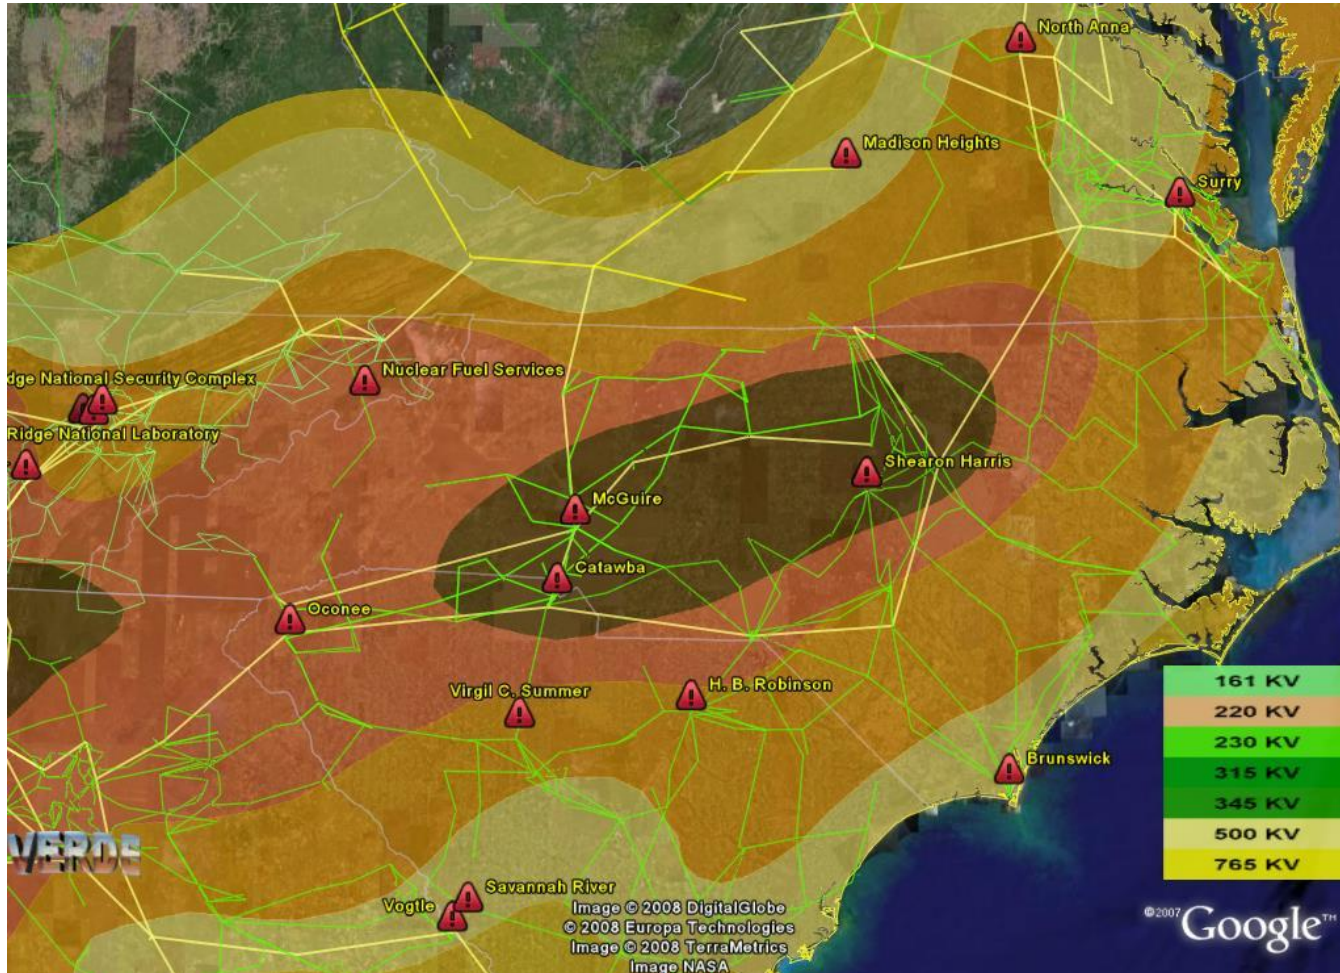 North Anna
Madison Heights
Surry
Nuclear Fuel Services
dge National Security Complex
Ridge National Laboratory
Shearon Harris
McGuire
Catawba
Oconee
Virgil C. Summer
H. B. Robinson
Brunswick
161 KV
220 KV
230 KV
315 KV
345 KV
500 KV
765 KV
VERDE
Savannah River
Vogtle
Image © 2008 DigitalGlobe
© 2008 Europa Technologies
Image © 2008 TerraMetrics
Image NASA
©2007 Google™